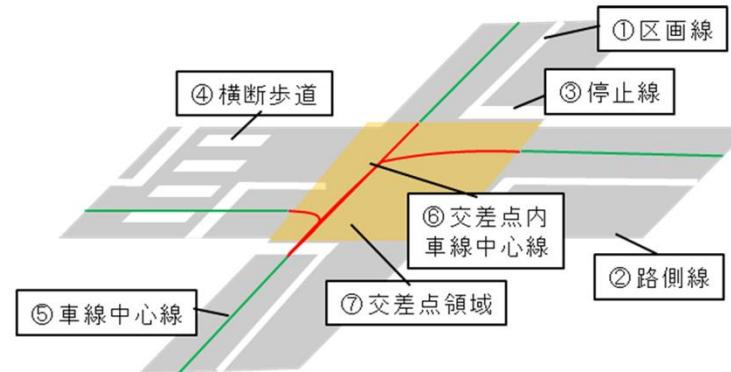 ①区画線
④横断歩道
③停止線
⑥交差点内
車線中心線
②路側線
⑤車線中心線
⑦交差点領域